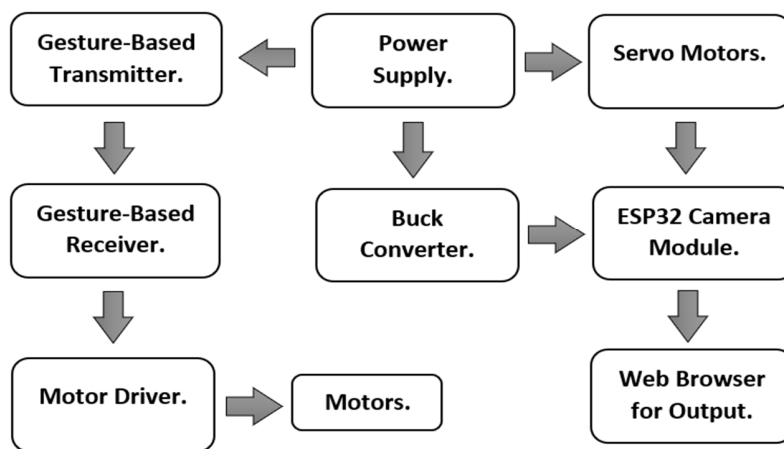 Gesture-Based
Transmitter.
Power
Supply.
Servo Motors.
Gesture-Based
Receiver.
Buck
Converter.
ESP32 Camera
Module.
Motor Driver.
Motors.
Web Browser
for Output.